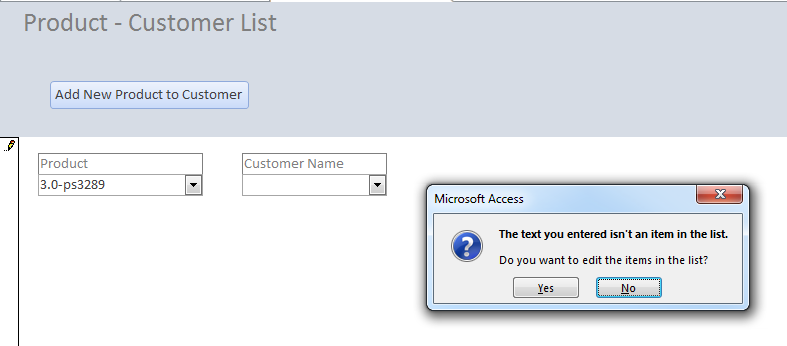 Product - Customer List
Add New Product to Customer
Product
Customer Name
3.0-ps3289
Microsoft Access
The text you entered isn't an item in the list.
Do you want to edit the items in the list?
Yes
No